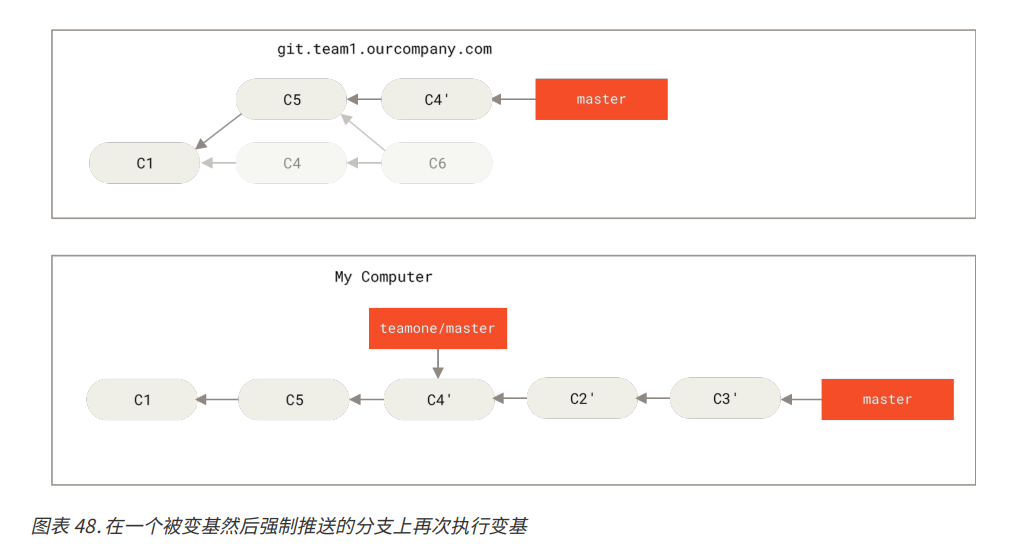 git.team1.ourcompany.com
C5
C4'
master
C1
C4
C6
My Computer
teamone/master
C1
C5
C4'
C2'
C3'
master
图表 48. 在一个被变基然后强制推送的分支上再次执行变基